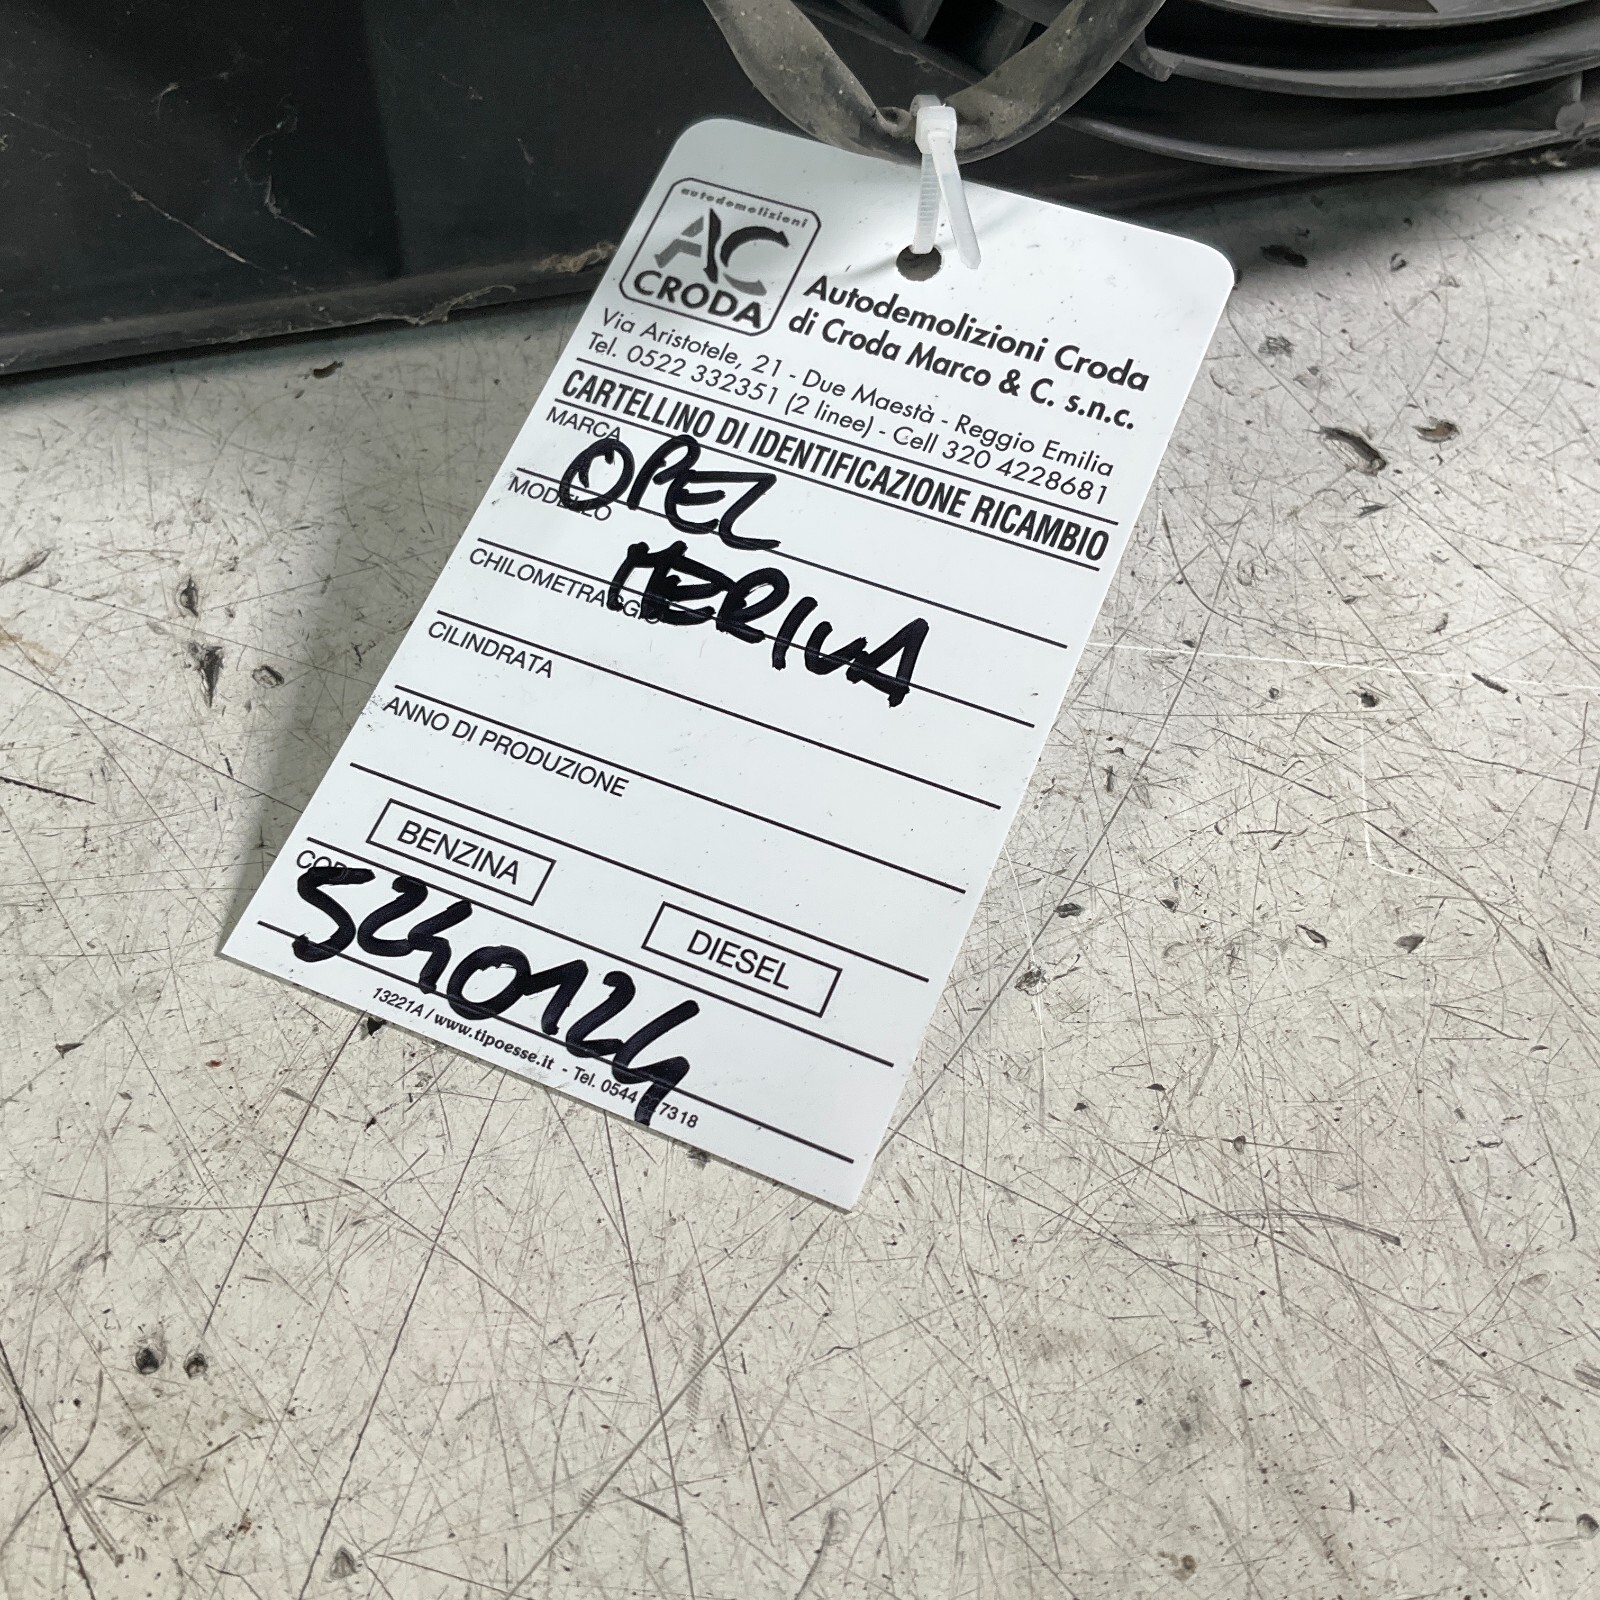 autodemolizioni
AC
CRODA
Autodemolizioni Croda
di Croda Marco & C. s.n.c.
Via Aristotele, 21 - Due Maestà - Reggio Emilia
Tel. 0522 332351 (2 linee) - Cell 320 4228681
CARTELLINO DI IDENTIFICAZIONE RICAMBIO
MARCA
OPEL
MODELLO
MERIVA
CHILOMETRAGGIO
CILINDRATA
ANNO DI PRODUZIONE
BENZINA
DIESEL
S240124
13221A / www.tipoesse.it - Tel. 0544